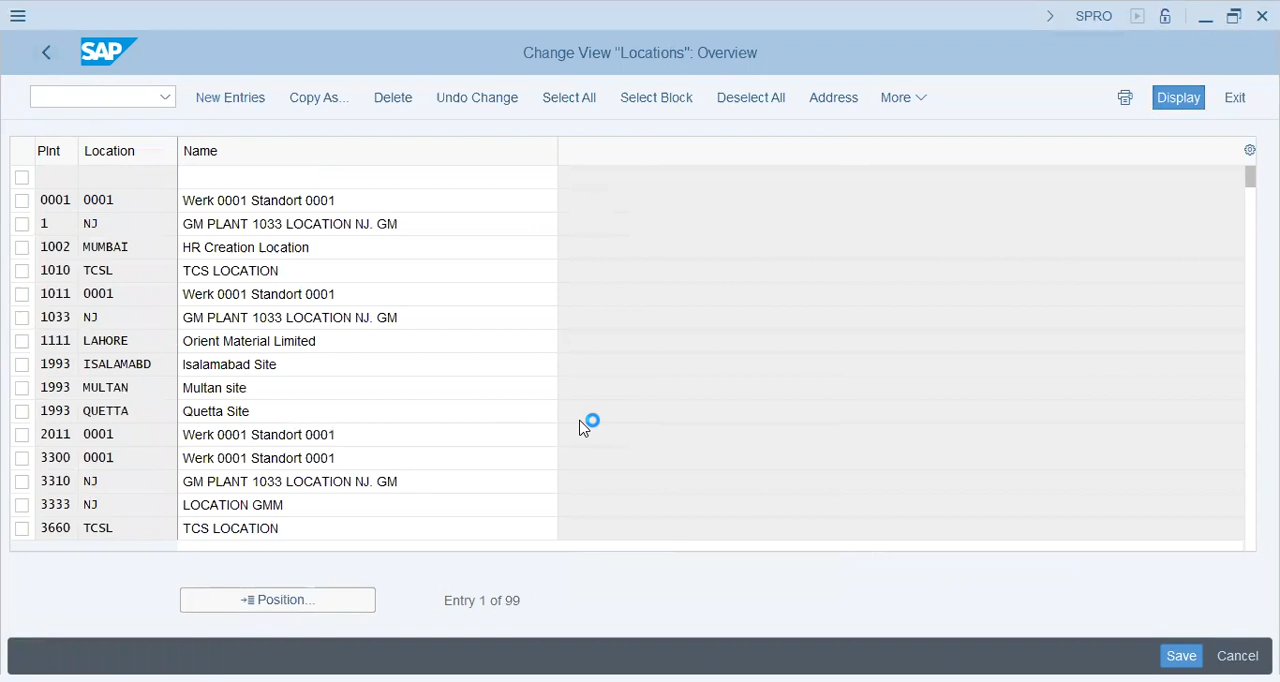 SPRO
SAP Change View "Locations": Overview
New Entries Copy As... Delete Undo Change Select All Select Block Deselect All Address More Display Exit
Plnt Location Name
0001 0001 Werk 0001 Standort 0001
1 NJ GM PLANT 1033 LOCATION NJ. GM
1002 MUMBAI HR Creation Location
1010 TCSL TCS LOCATION
1011 0001 Werk 0001 Standort 0001
1033 NJ GM PLANT 1033 LOCATION NJ. GM
1111 LAHORE Orient Material Limited
1993 ISALAMABD Isalamabad Site
1993 MULTAN Multan site
1993 QUETTA Quetta Site
2011 0001 Werk 0001 Standort 0001
3300 0001 Werk 0001 Standort 0001
3310 NJ GM PLANT 1033 LOCATION NJ. GM
3333 NJ LOCATION GMM
3660 TCSL TCS LOCATION
Position... Entry 1 of 99
Save Cancel